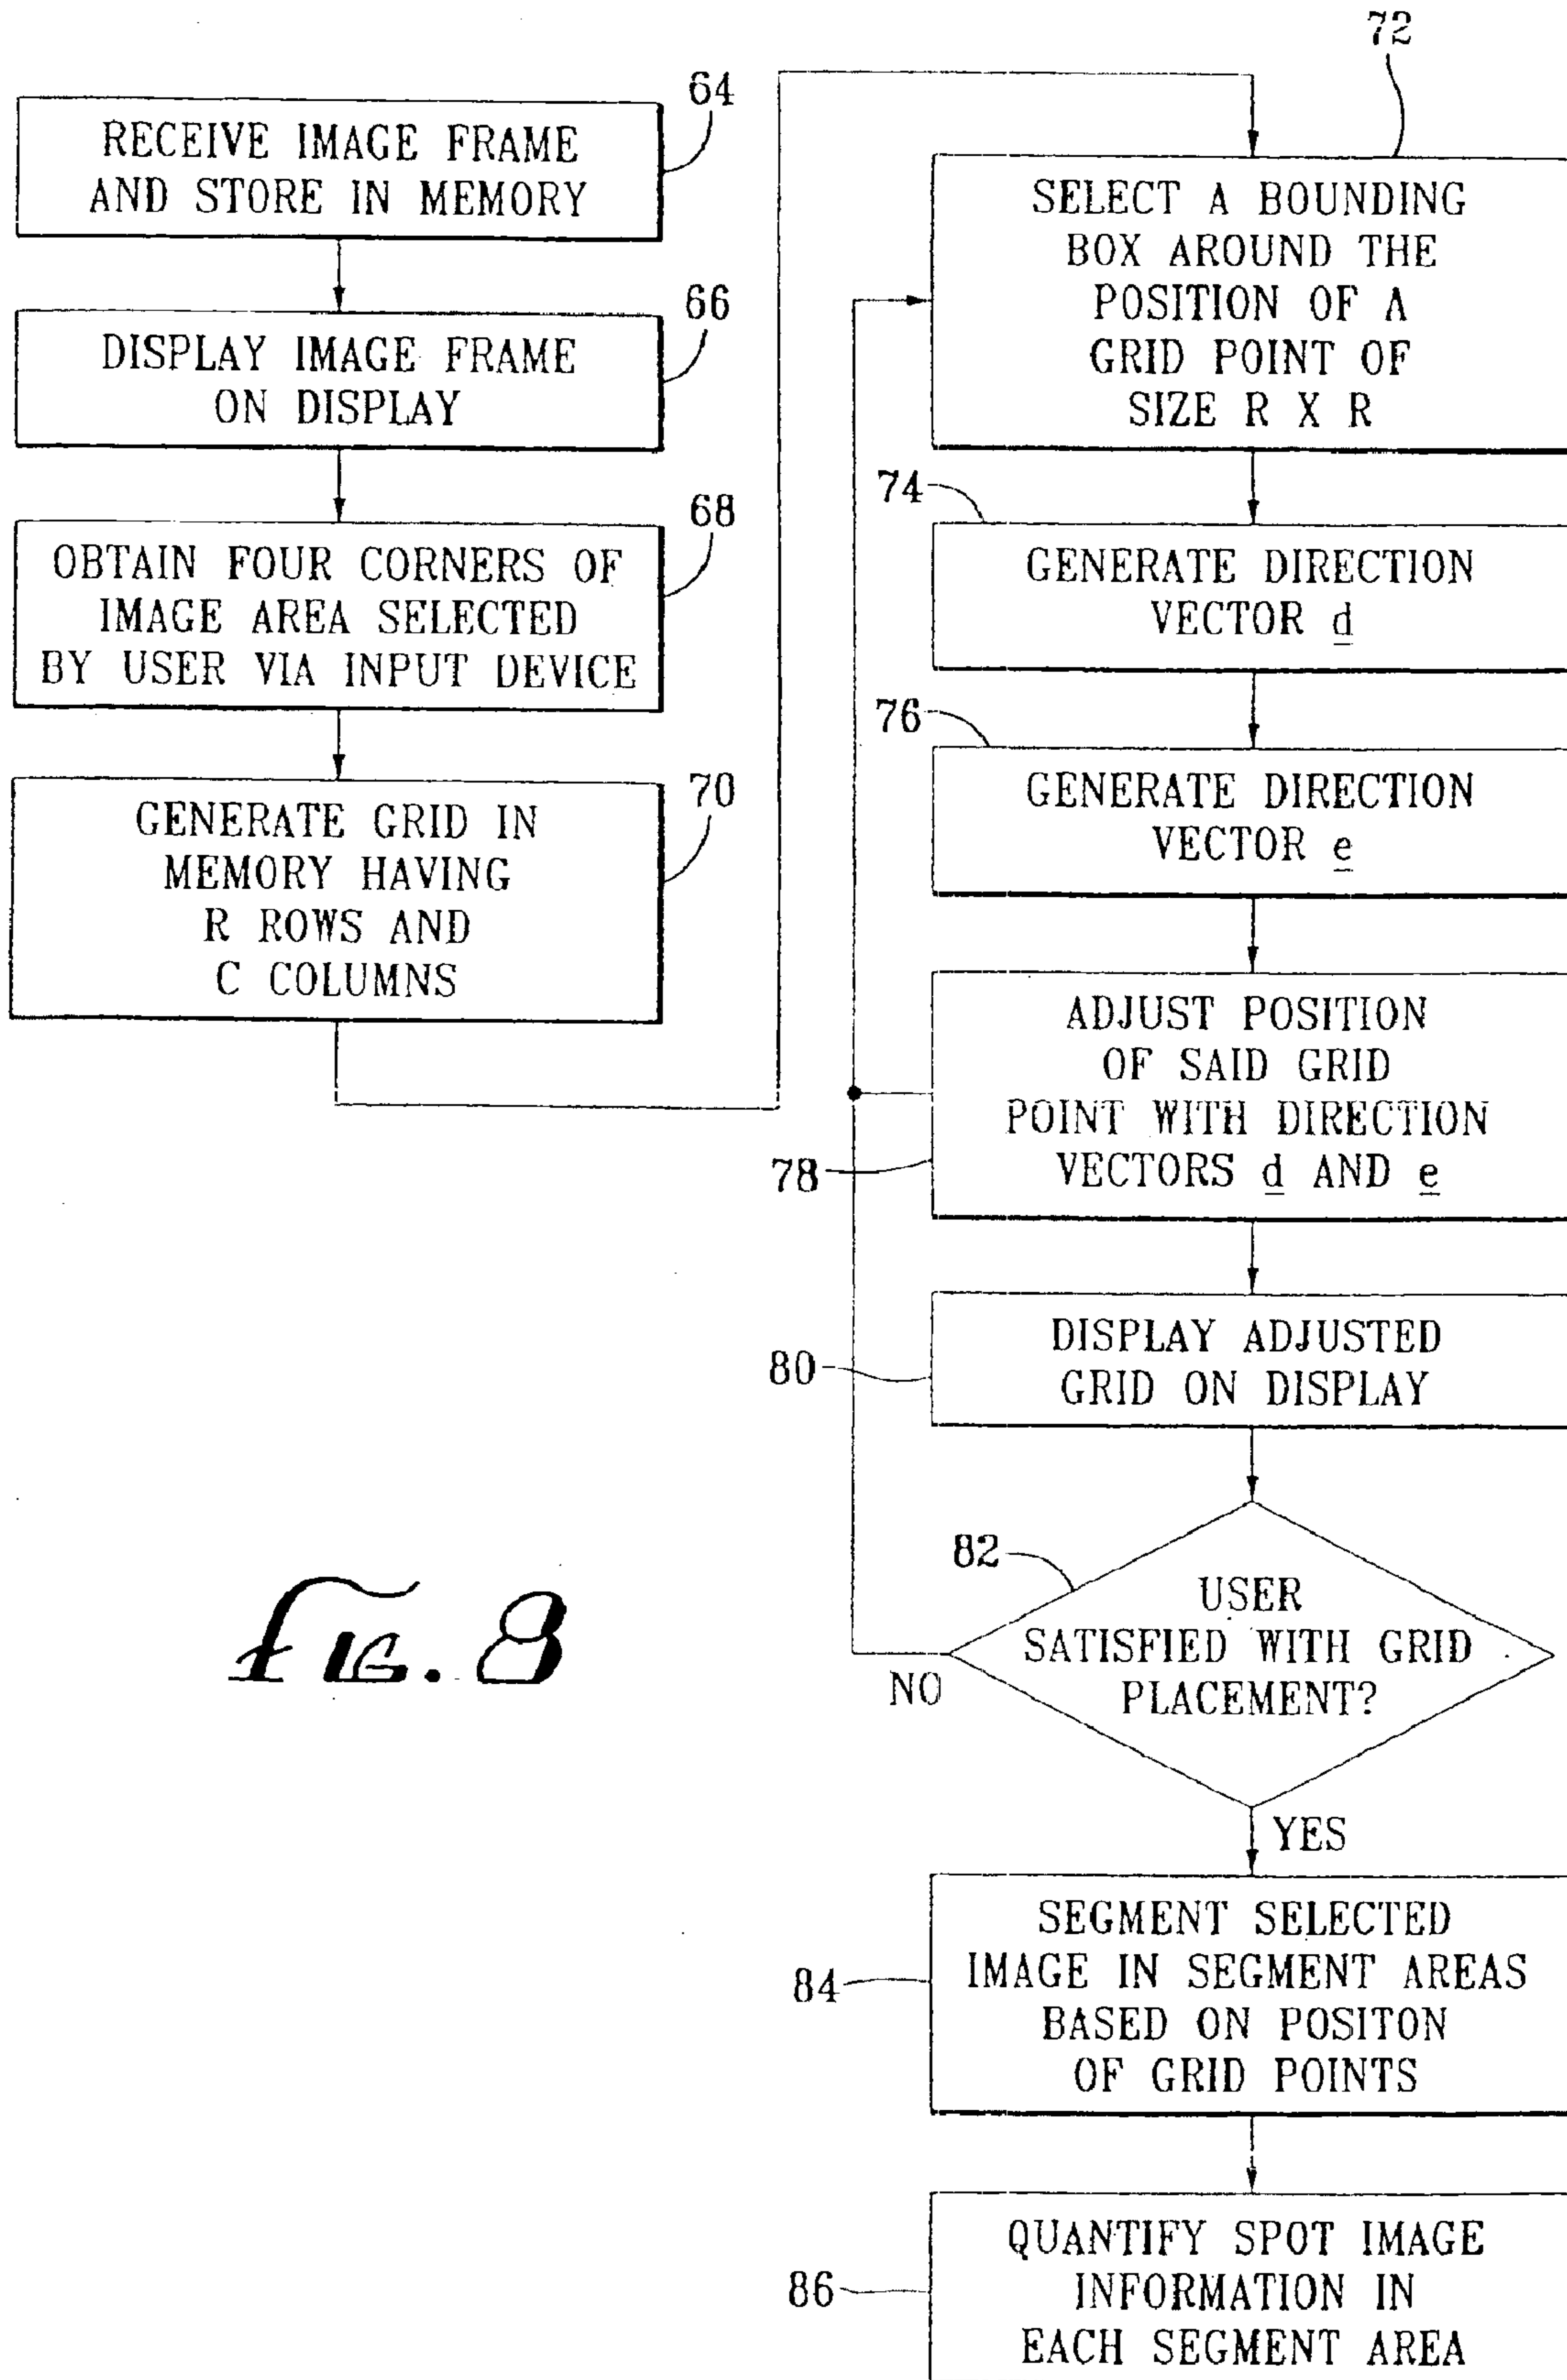 64
RECEIVE IMAGE FRAME
AND STORE IN MEMORY
66
DISPLAY IMAGE FRAME
ON DISPLAY
68
OBTAIN FOUR CORNERS OF
IMAGE AREA SELECTED
BY USER VIA INPUT DEVICE
70
GENERATE GRID IN
MEMORY HAVING
R ROWS AND
C COLUMNS
72
SELECT A BOUNDING
BOX AROUND THE
POSITION OF A
GRID POINT OF
SIZE R X R
74
GENERATE DIRECTION
VECTOR d
76
GENERATE DIRECTION
VECTOR e
78
ADJUST POSITION
OF SAID GRID
POINT WITH DIRECTION
VECTORS d AND e
80
DISPLAY ADJUSTED
GRID ON DISPLAY
82
USER
SATISFIED WITH GRID
PLACEMENT?
NO
YES
84
SEGMENT SELECTED
IMAGE IN SEGMENT AREAS
BASED ON POSITON
OF GRID POINTS
86
QUANTIFY SPOT IMAGE
INFORMATION IN
EACH SEGMENT AREA
FIG. 8